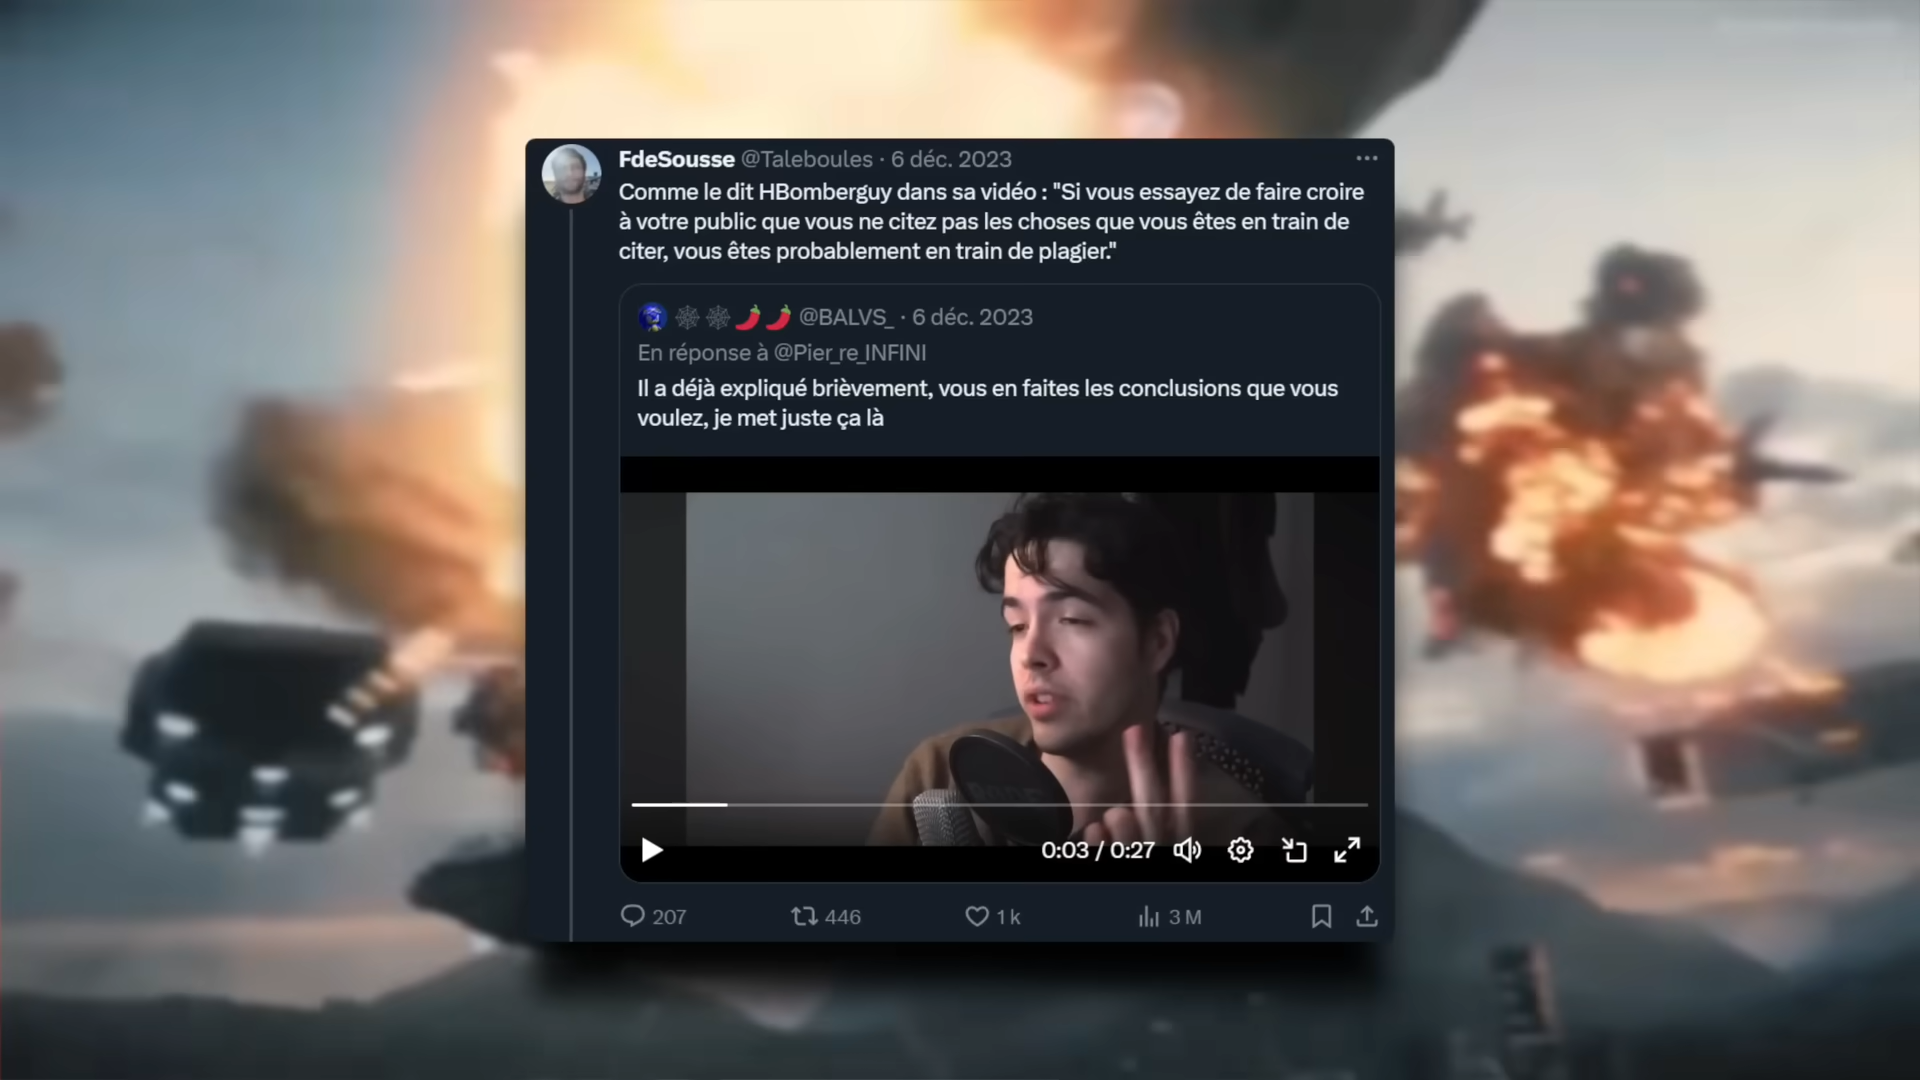 FdeSousse @Taleboules · 6 déc. 2023
Comme le dit HBomberguy dans sa vidéo : "Si vous essayez de faire croire
à votre public que vous ne citez pas les choses que vous êtes en train de
citer, vous êtes probablement en train de plagier."
🕸️🕸️🌶️🌶️ @BALVS_ · 6 déc. 2023
En réponse à @Pier_re_INFINI
Il a déjà expliqué brièvement, vous en faites les conclusions que vous
voulez, je met juste ça là
0:03 / 0:27
207 446 1 k 3 M